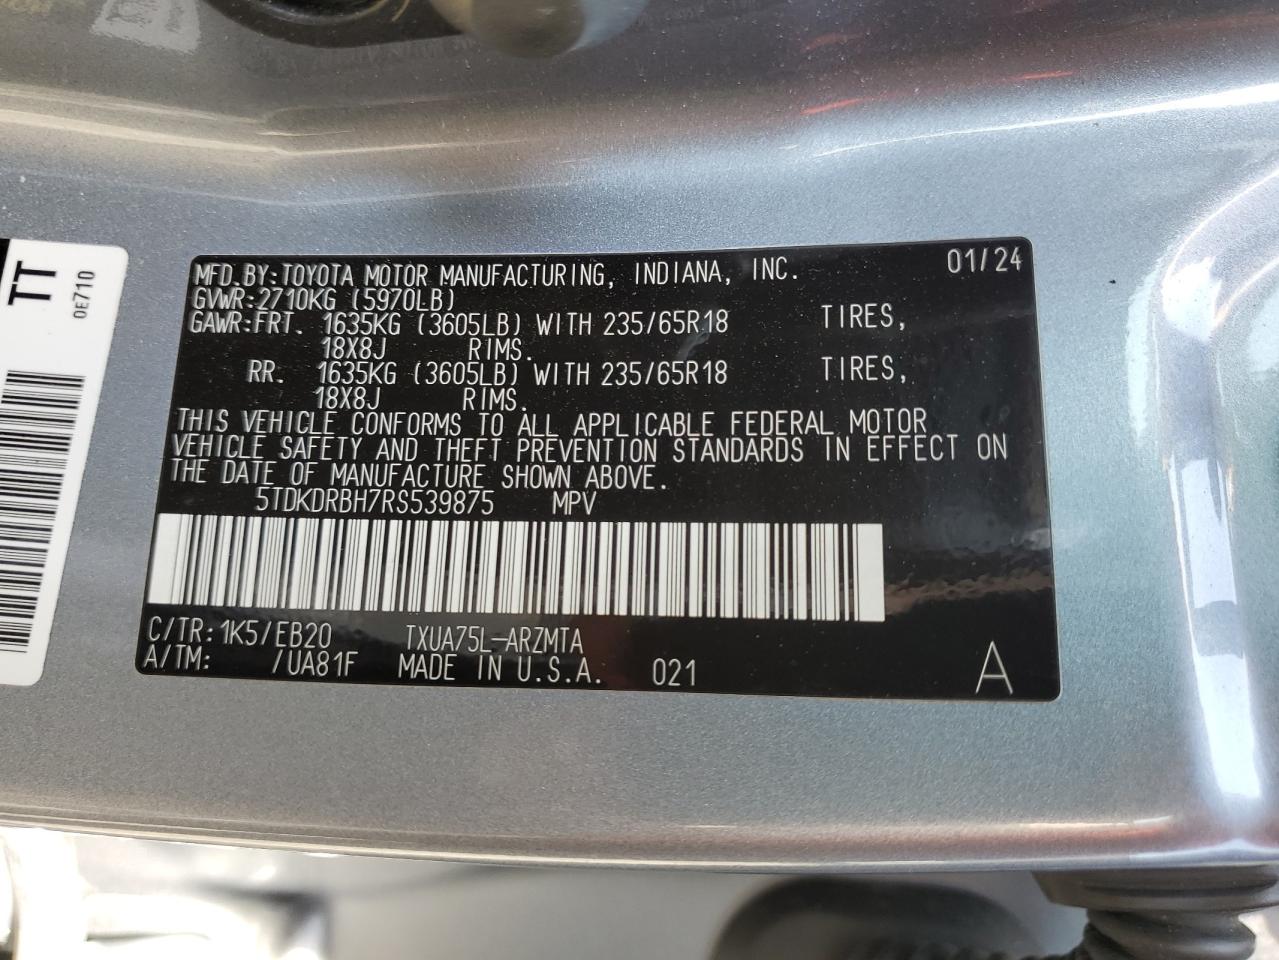 MFD.BY:TOYOTA MOTOR MANUFACTURING, INDIANA, INC. 01/24
GVWR:2710KG (5970LB)
GAWR:FRT. 1635KG (3605LB) WITH 235/65R18 TIRES,
18X8J RIMS.
RR. 1635KG (3605LB) WITH 235/65R18 TIRES,
18X8J RIMS.
THIS VEHICLE CONFORMS TO ALL APPLICABLE FEDERAL MOTOR
VEHICLE SAFETY AND THEFT PREVENTION STANDARDS IN EFFECT ON
THE DATE OF MANUFACTURE SHOWN ABOVE.
5TDKDRBH7RS539875 MPV
C/TR:1K5/EB20 TXUA75L-ARZMTA
A/TM: /UA81F MADE IN U.S.A. 021 A
TT
0E710